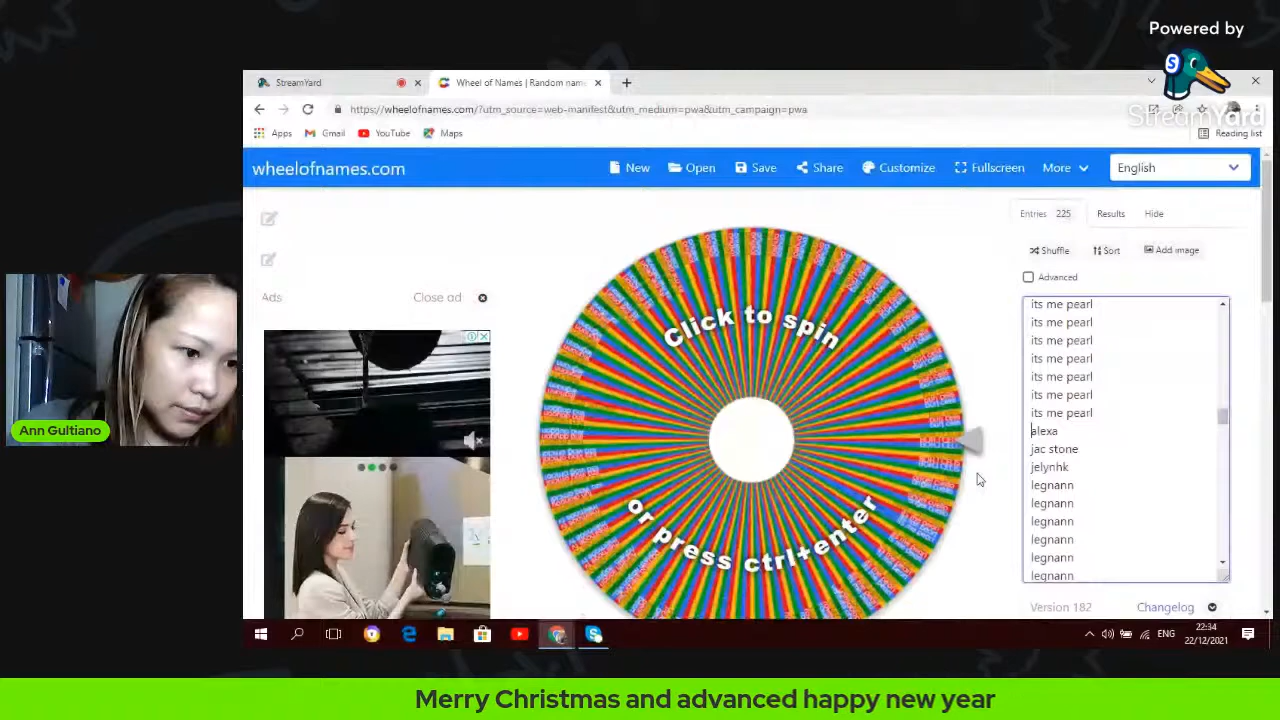 Powered by
StreamYard
StreamYard
Wheel of Names | Random nam
https://wheelofnames.com/?utm_source=web-manifest&utm_medium=pwa&utm_campaign=pwa
Apps
Gmail
YouTube
Maps
Reading list
wheelofnames.com
New
Open
Save
Share
Customize
Fullscreen
More
English
Entries 225
Results
Hide
Shuffle
Sort
Add image
Advanced
Ads
Close ad
Click to spin
or press ctrl+enter
its me pearl
its me pearl
its me pearl
its me pearl
its me pearl
its me pearl
its me pearl
alexa
jac stone
jelynhk
legnann
legnann
legnann
legnann
legnann
legnann
Version 182
Changelog
Ann Gultiano
ENG
22:34
22/12/2021
Merry Christmas and advanced happy new year